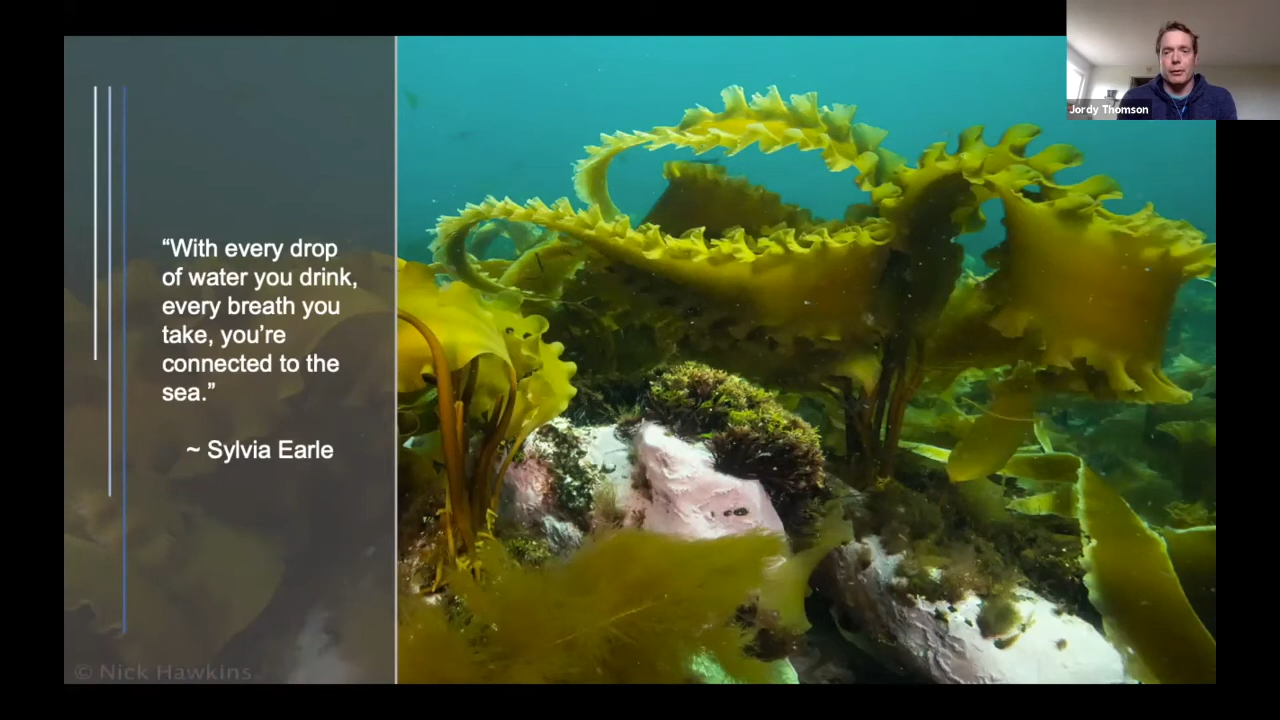 Jordy Thomson
“With every drop
of water you drink,
every breath you
take, you’re
connected to the
sea.”
~ Sylvia Earle
© Nick Hawkins